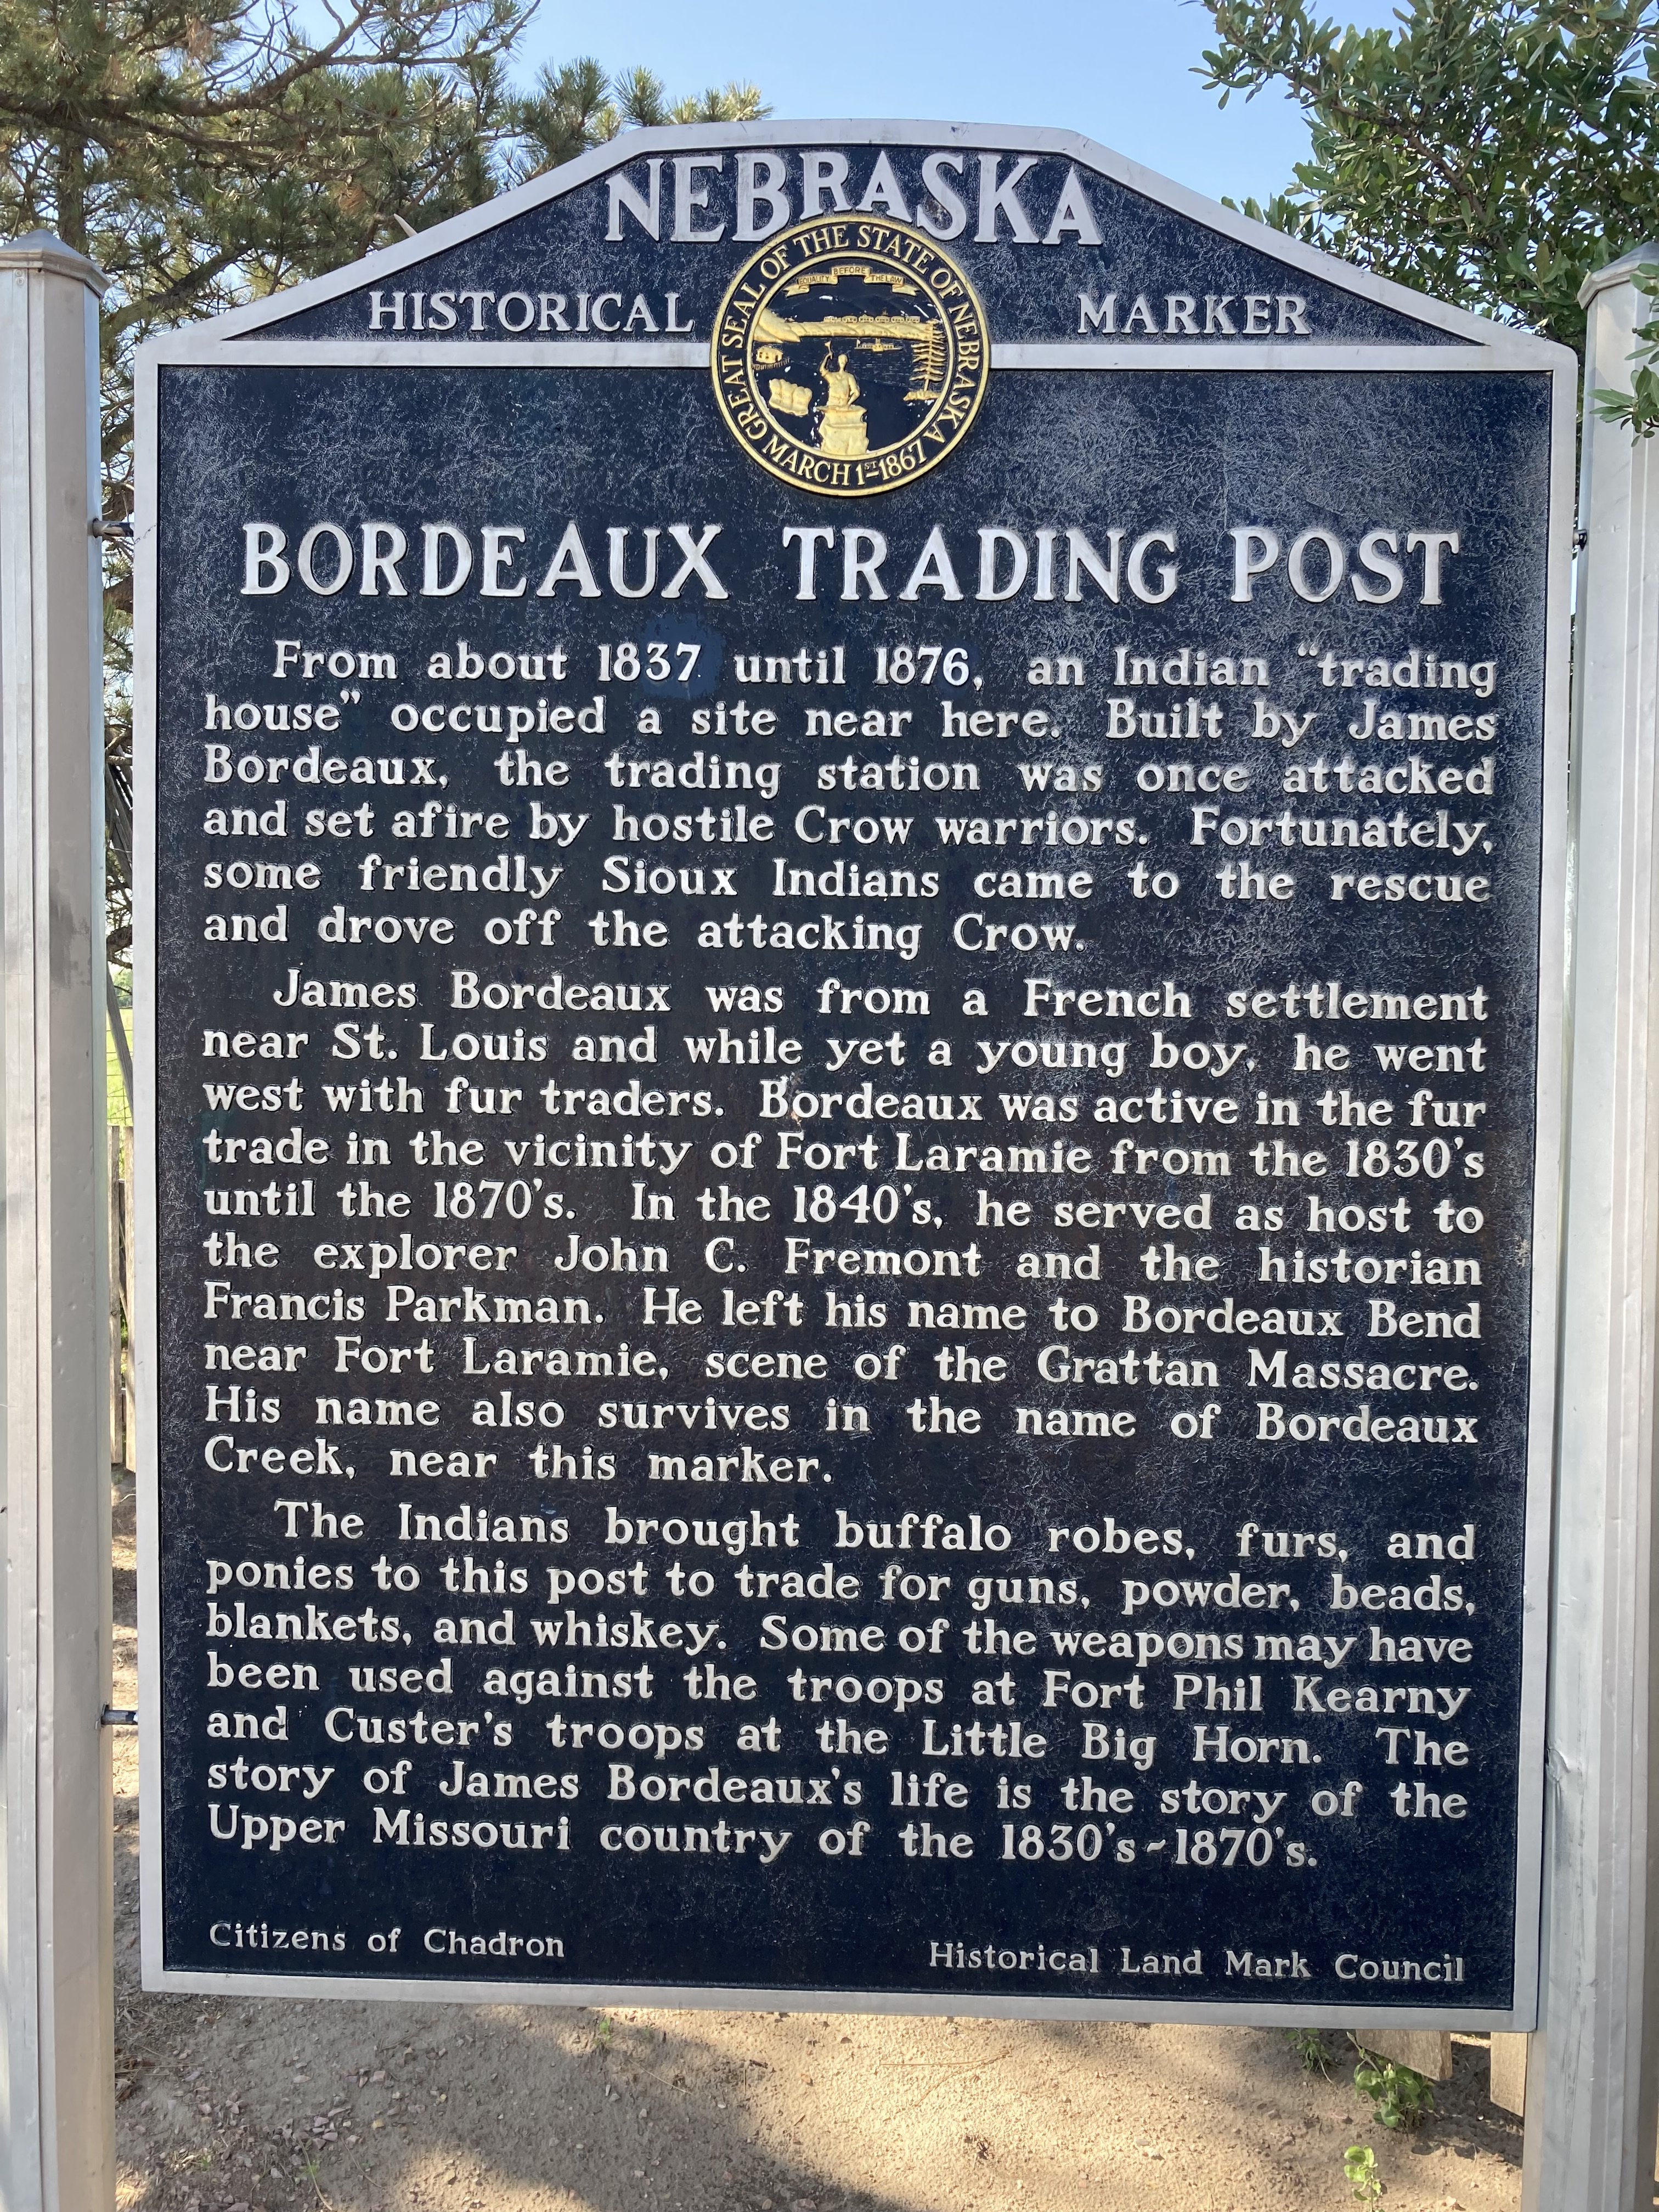 NEBRASKA
HISTORICAL MARKER
GREAT SEAL OF THE STATE OF NEBRASKA
EQUALITY BEFORE THE LAW
MARCH 1ST 1867
BORDEAUX TRADING POST
From about 1837 until 1876, an Indian “trading
house” occupied a site near here. Built by James
Bordeaux, the trading station was once attacked
and set afire by hostile Crow warriors. Fortunately,
some friendly Sioux Indians came to the rescue
and drove off the attacking Crow.
James Bordeaux was from a French settlement
near St. Louis and while yet a young boy, he went
west with fur traders. Bordeaux was active in the fur
trade in the vicinity of Fort Laramie from the 1830's
until the 1870's. In the 1840's, he served as host to
the explorer John C. Fremont and the historian
Francis Parkman. He left his name to Bordeaux Bend
near Fort Laramie, scene of the Grattan Massacre.
His name also survives in the name of Bordeaux
Creek, near this marker.
The Indians brought buffalo robes, furs, and
ponies to this post to trade for guns, powder, beads,
blankets, and whiskey. Some of the weapons may have
been used against the troops at Fort Phil Kearny
and Custer's troops at the Little Big Horn. The
story of James Bordeaux's life is the story of the
Upper Missouri country of the 1830's~1870's.
Citizens of Chadron
Historical Land Mark Council